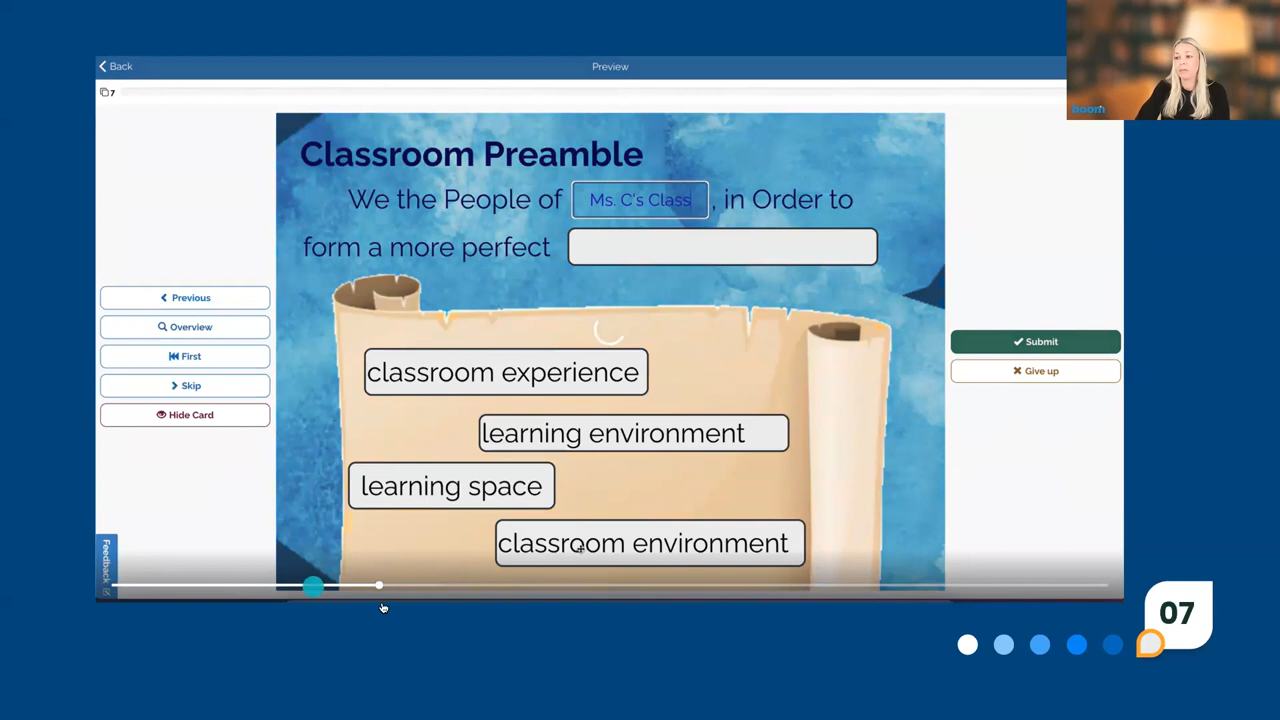 Back
Preview
7
boom
Classroom Preamble
We the People of Ms. C's Class, in Order to
form a more perfect
Previous
Overview
First
Skip
Hide Card
classroom experience
learning environment
learning space
classroom environment
Submit
Give up
Feedback
07